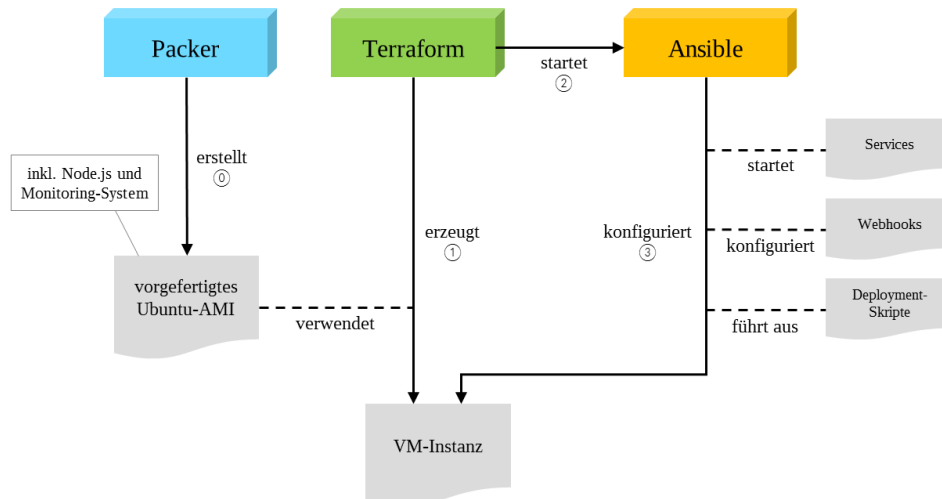 Packer
Terraform
Ansible
startet
②
erstellt
⓪
inkl. Node.js und
Monitoring-System
Services
startet
erzeugt
①
konfiguriert
③
Webhooks
konfiguriert
vorgefertigtes
Ubuntu-AMI
verwendet
Deployment-
Skripte
führt aus
VM-Instanz